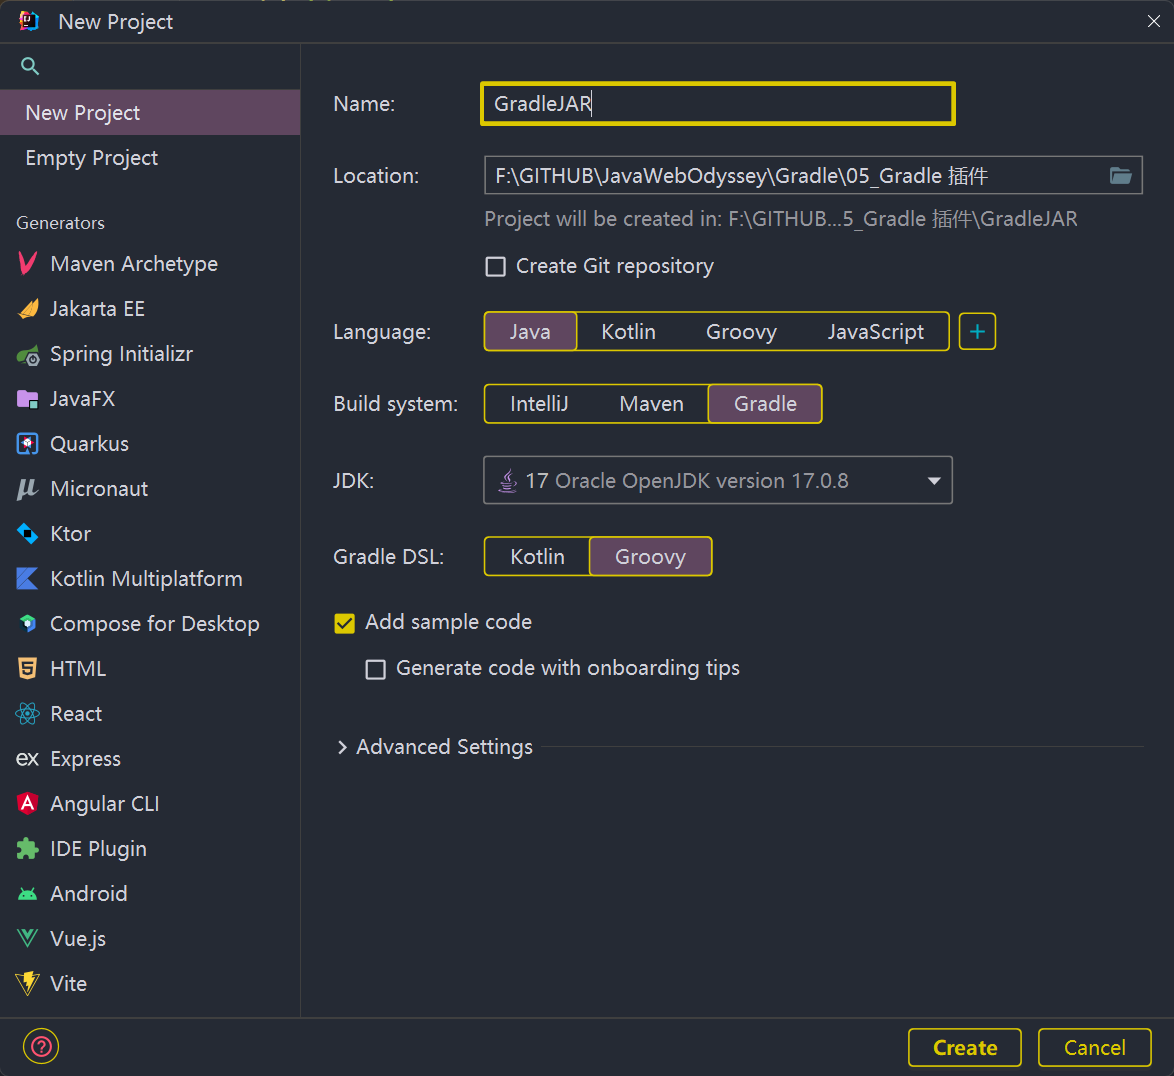 New Project
New Project
Empty Project
Generators
Maven Archetype
Jakarta EE
Spring Initializr
JavaFX
Quarkus
Micronaut
Ktor
Kotlin Multiplatform
Compose for Desktop
HTML
React
ex Express
Angular CLI
IDE Plugin
Android
Vue.js
Vite
Name: GradleJAR
Location: F:\GITHUB\JavaWebOdyssey\Gradle\05_Gradle 插件
Project will be created in: F:\GITHUB...5_Gradle 插件\GradleJAR
Create Git repository
Language: Java Kotlin Groovy JavaScript +
Build system: IntelliJ Maven Gradle
JDK: 17 Oracle OpenJDK version 17.0.8
Gradle DSL: Kotlin Groovy
Add sample code
Generate code with onboarding tips
Advanced Settings
? Create Cancel